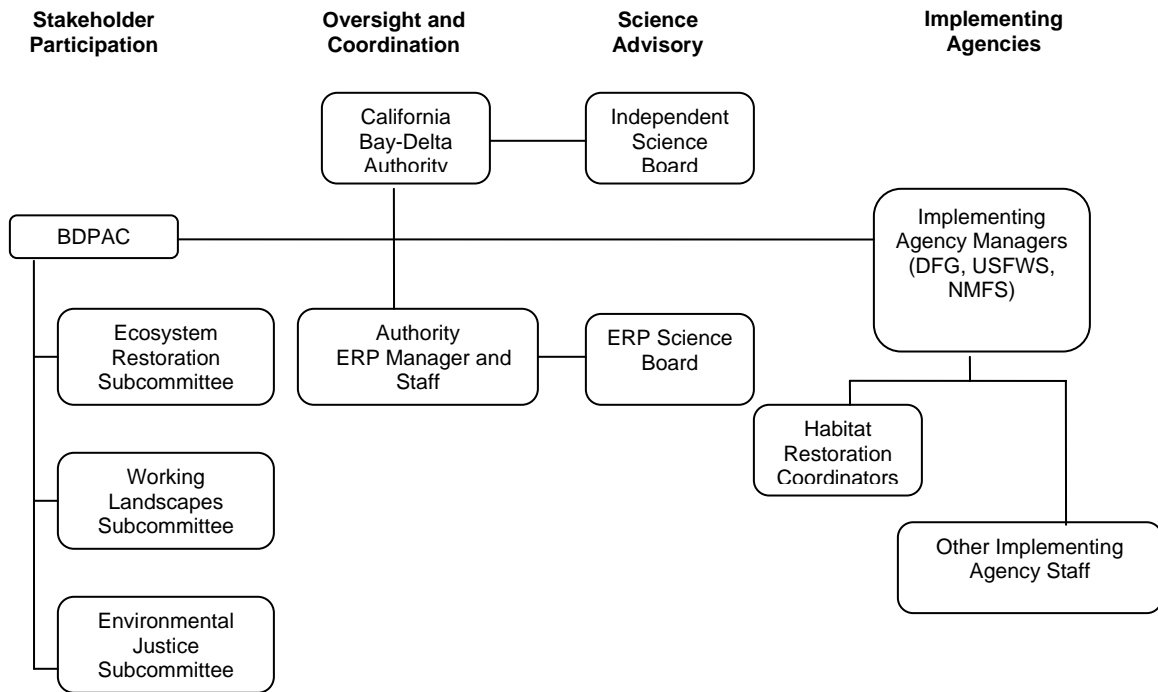 Stakeholder
Participation
Oversight and
Coordination
Science
Advisory
Implementing
Agencies
California
Bay-Delta
Authority
Independent
Science
Board
BDPAC
Implementing
Agency Managers
(DFG, USFWS,
NMFS)
Ecosystem
Restoration
Subcommittee
Authority
ERP Manager and
Staff
ERP Science
Board
Habitat
Restoration
Coordinators
Working
Landscapes
Subcommittee
Other Implementing
Agency Staff
Environmental
Justice
Subcommittee